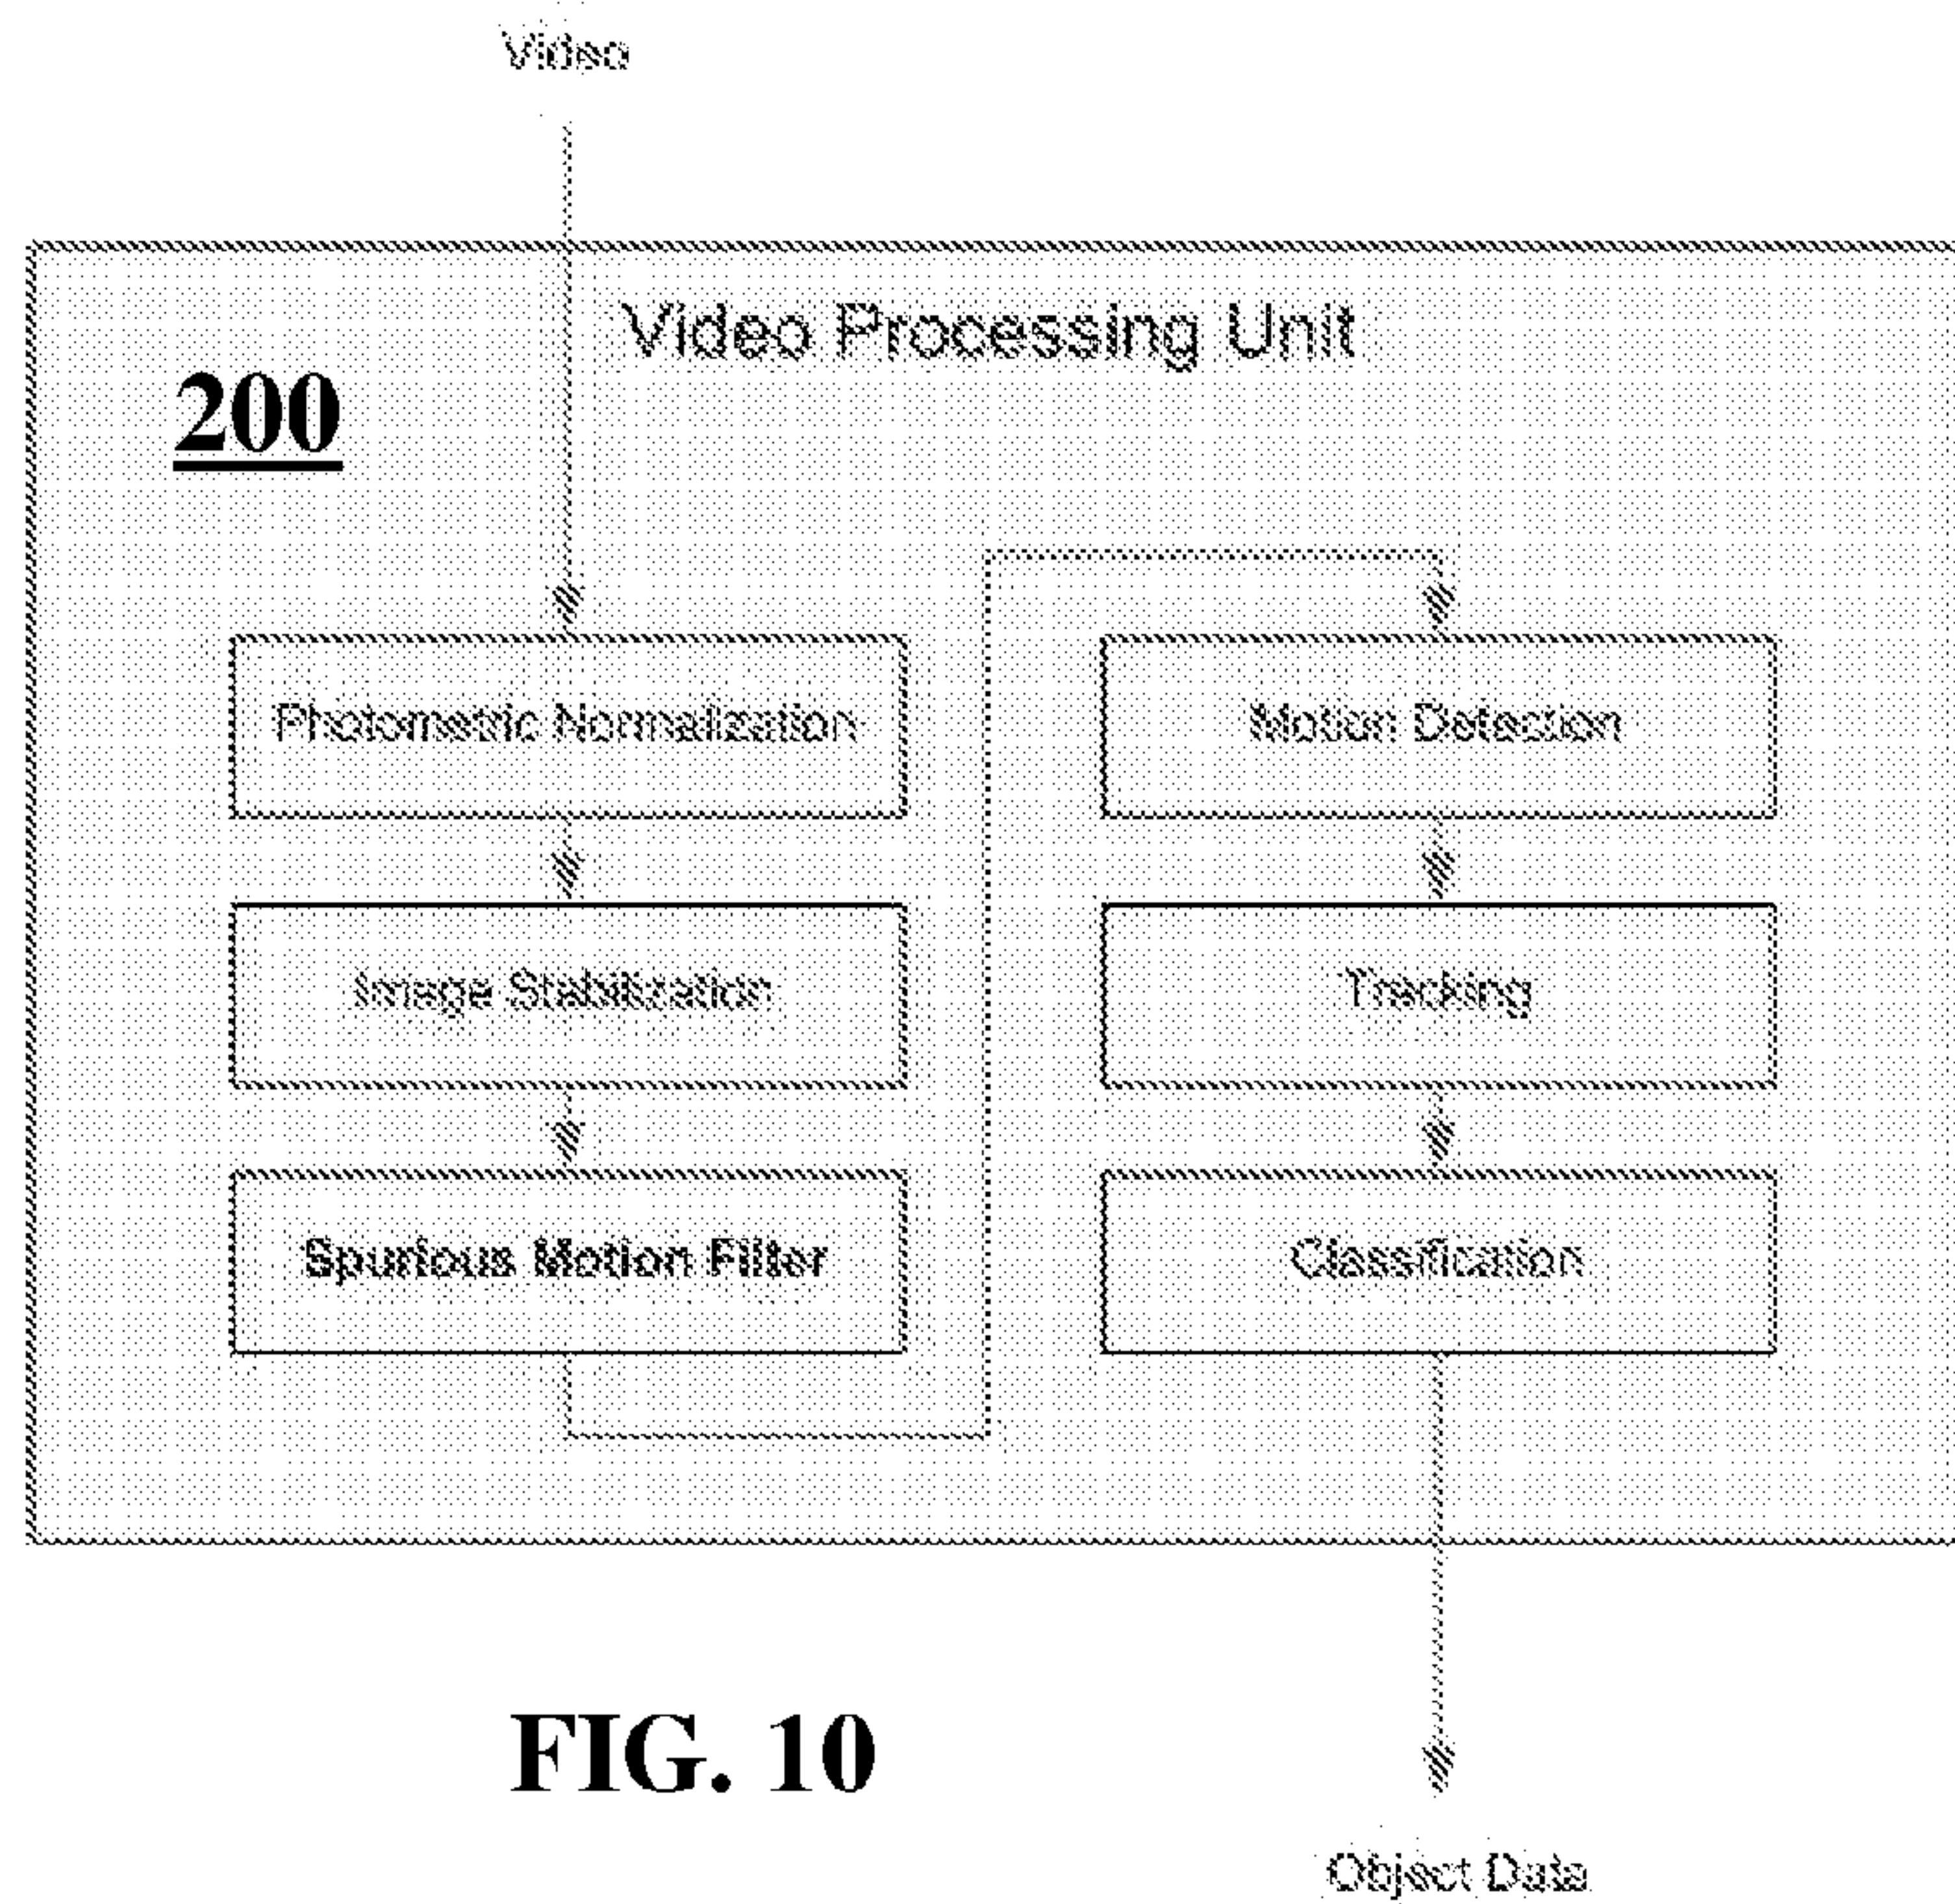 Video
Video Processing Unit
200
Photometric Normalization
Image Stabilization
Spurious Motion Filter
Motion Detection
Tracking
Classification
FIG. 10
Object Data